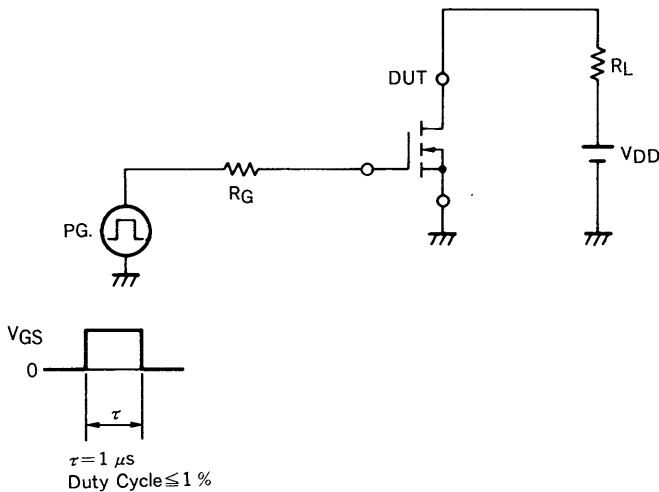 DUT
RL
VDD
RG
PG.
VGS
0
τ
τ=1 μs
Duty Cycle≦1 %